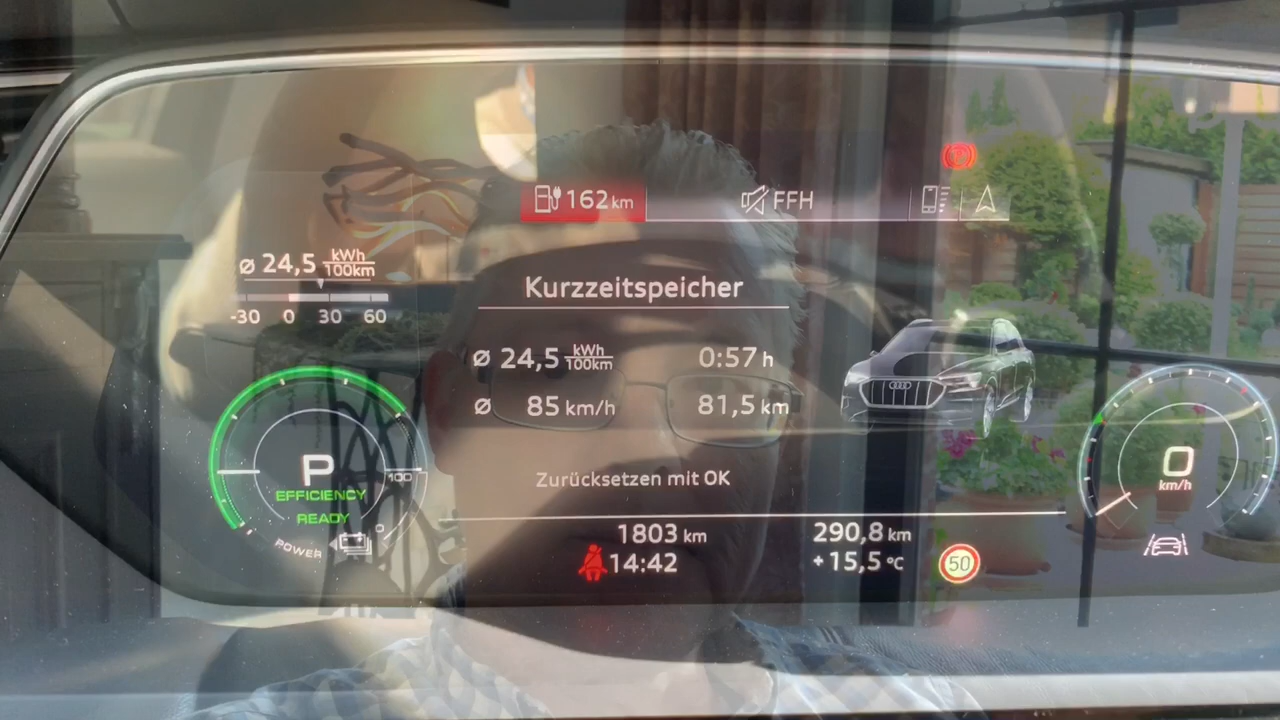 162 km FFH
ø 24,5 kWh/100km
-30 0 30 60
Kurzzeitspeicher
ø 24,5 kWh/100km 0:57 h
ø 85 km/h 81,5 km
Zurücksetzen mit OK
P
100
EFFICIENCY
READY
POWER
0
0
km/h
1803 km 290,8 km
14:42 +15,5 °C
50